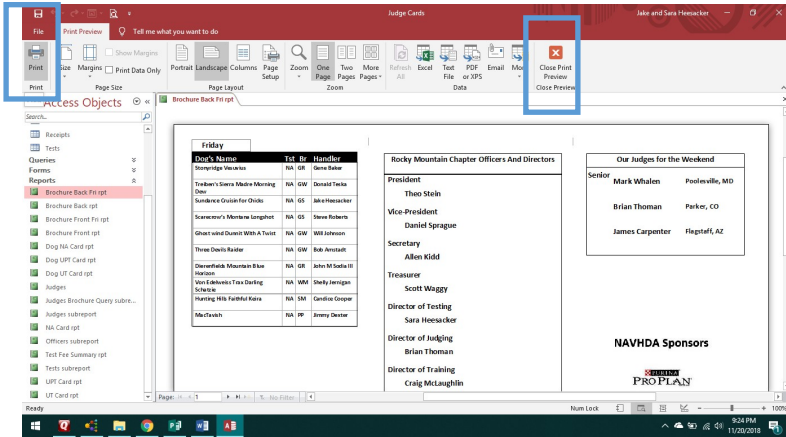 Judge Cards
Jake and Sara Heesacker
File
Print Preview
Tell me what you want to do
Print
Size
Margins
Show Margins
Print Data Only
Portrait
Landscape
Columns
Page Setup
Zoom
One Page
Two Pages
More Pages
Refresh All
Excel
Text File
PDF or XPS
Email
More
Close Print Preview
Print
Page Size
Page Layout
Zoom
Data
Close Preview
Access Objects
Search...
Receipts
Tests
Queries
Forms
Reports
Brochure Back Fri rpt
Brochure Back rpt
Brochure Front Fri rpt
Brochure Front rpt
Dog NA Card rpt
Dog UPT Card rpt
Dog UT Card rpt
Judges
Judges Brochure Query subre...
Judges subreport
NA Card rpt
Officers subreport
Test Fee Summary rpt
Tests subreport
UPT Card rpt
UT Card rpt
Brochure Back Fri rpt
Friday
Dog's Name Tst Br Handler
Stonyridge Vesuvius NA GR Gene Baker
Treiben's Sierra Madre Morning Dew NA GW Donald Teska
Sundance Cruisin for Chicks NA GS Jake Heesacker
Scarecrow's Montana Longshot NA GS Steve Roberts
Ghost wind Dunnit With A Twist NA GW Will Johnson
Three Devils Raider NA GW Bob Arnstadt
Dierenfields Mountain Blue Horizon NA GR John M Sodia III
Von Edelweiss Trax Darling Schatzie NA WM Shelly Jernigan
Hunting Hills Faithful Keira NA SM Candice Cooper
MacTavish NA PP Jimmy Dexter
Rocky Mountain Chapter Officers And Directors
President
Theo Stein
Vice-President
Daniel Sprague
Secretary
Allen Kidd
Treasurer
Scott Waggy
Director of Testing
Sara Heesacker
Director of Judging
Brian Thoman
Director of Training
Craig McLaughlin
Our Judges for the Weekend
Senior
Mark Whalen Poolesville, MD
Brian Thoman Parker, CO
James Carpenter Flagstaff, AZ
NAVHDA Sponsors
PURINA
PRO PLAN
Page: 1
No Filter
Ready
Num Lock
100%
9:24 PM
11/20/2018